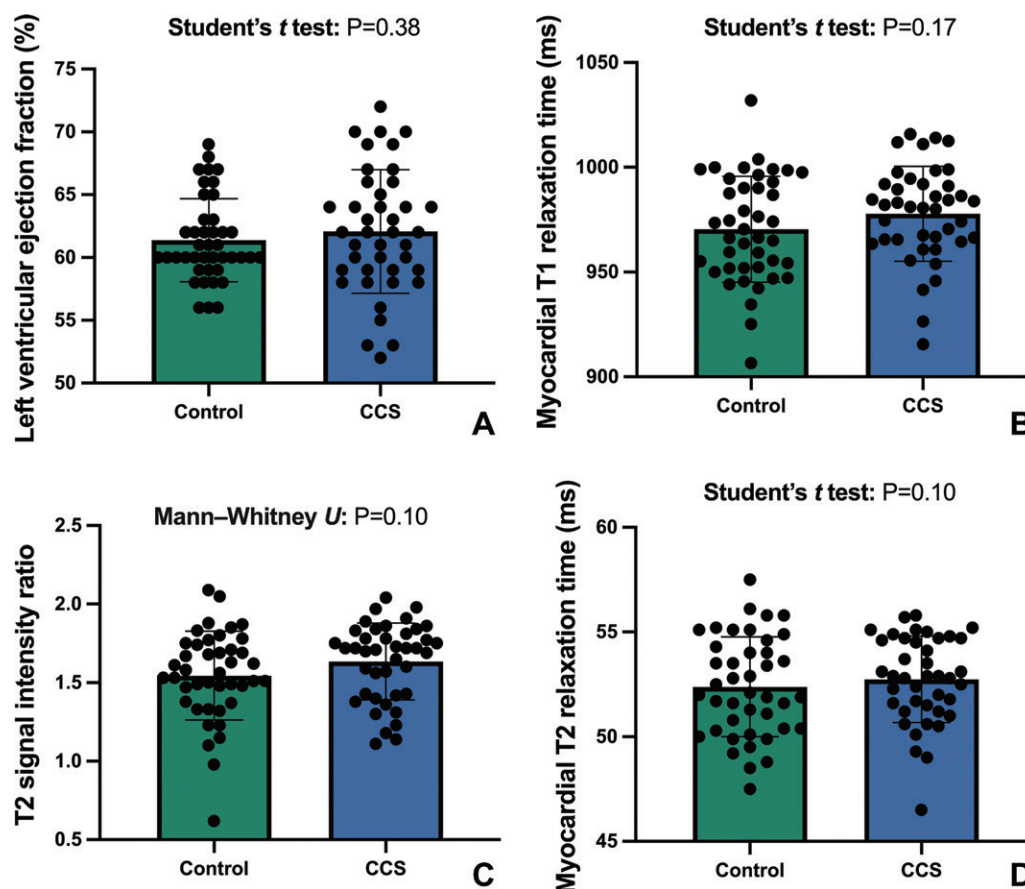 Student's t test: P=0.38
Left ventricular ejection fraction (%)
75
70
65
60
55
50
Control
CCS
A
Student's t test: P=0.17
Myocardial T1 relaxation time (ms)
1050
1000
950
900
Control
CCS
B
Mann–Whitney U: P=0.10
T2 signal intensity ratio
2.5
2.0
1.5
1.0
0.5
Control
CCS
C
Student's t test: P=0.10
Myocardial T2 relaxation time (ms)
60
55
50
45
Control
CCS
D